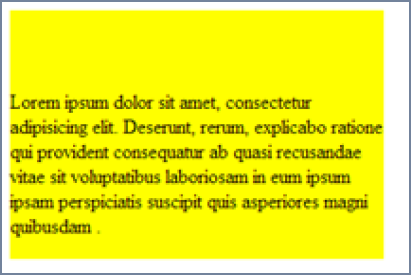 Lorem ipsum dolor sit amet, consectetur
adipisicing elit. Deserunt, rerum, explicabo ratione
qui provident consequatur ab quasi recusandae
vitae sit voluptatibus laboriosam in eum ipsum
ipsam perspiciatis suscipit quis asperiores magni
quibusdam .